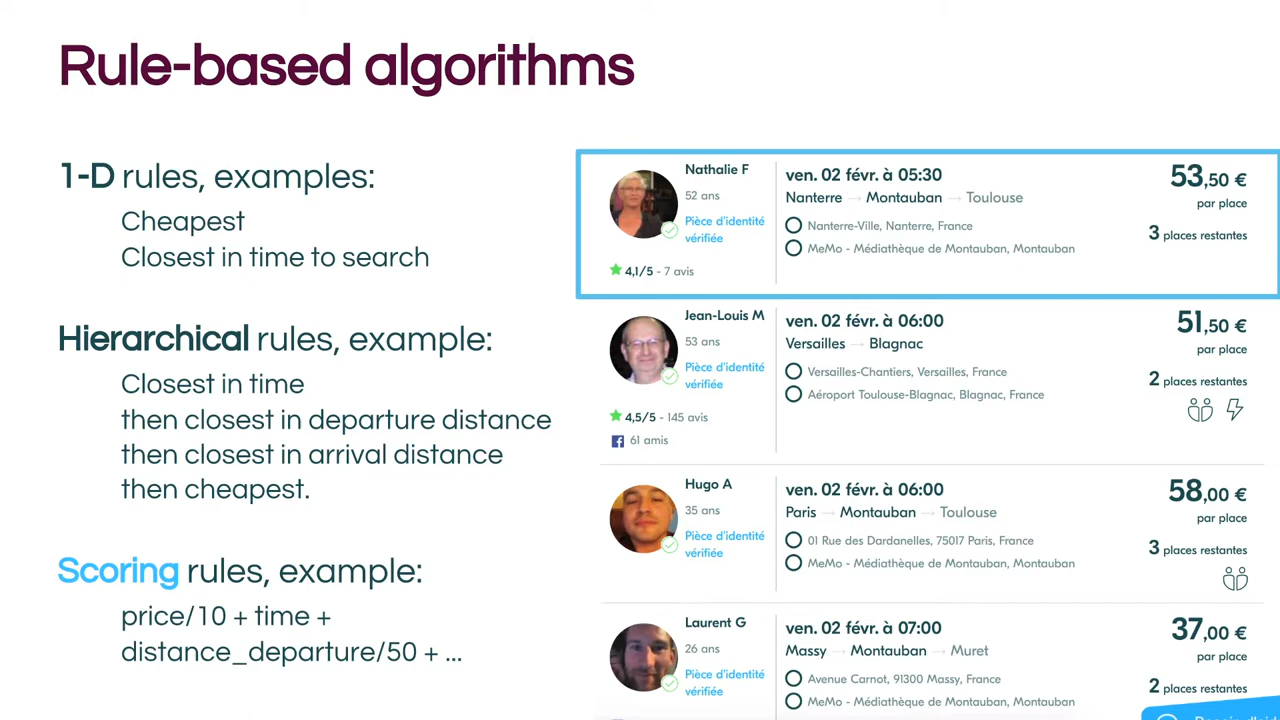 Rule-based algorithms
1-D rules, examples:
Cheapest
Closest in time to search
Hierarchical rules, example:
Closest in time
then closest in departure distance
then closest in arrival distance
then cheapest.
Scoring rules, example:
price/10 + time +
distance_departure/50 + ...
Nathalie F
52 ans
Pièce d'identité
vérifiée
4,1/5 - 7 avis
ven. 02 févr. à 05:30
Nanterre → Montauban → Toulouse
Nanterre-Ville, Nanterre, France
MeMo - Médiathèque de Montauban, Montauban
53,50 €
par place
3 places restantes
Jean-Louis M
53 ans
Pièce d'identité
vérifiée
4,5/5 - 145 avis
61 amis
ven. 02 févr. à 06:00
Versailles → Blagnac
Versailles-Chantiers, Versailles, France
Aéroport Toulouse-Blagnac, Blagnac, France
51,50 €
par place
2 places restantes
Hugo A
35 ans
Pièce d'identité
vérifiée
ven. 02 févr. à 06:00
Paris → Montauban → Toulouse
01 Rue des Dardanelles, 75017 Paris, France
MeMo - Médiathèque de Montauban, Montauban
58,00 €
par place
3 places restantes
Laurent G
26 ans
Pièce d'identité
vérifiée
ven. 02 févr. à 07:00
Massy → Montauban → Muret
Avenue Carnot, 91300 Massy, France
MeMo - Médiathèque de Montauban, Montauban
37,00 €
par place
2 places restantes